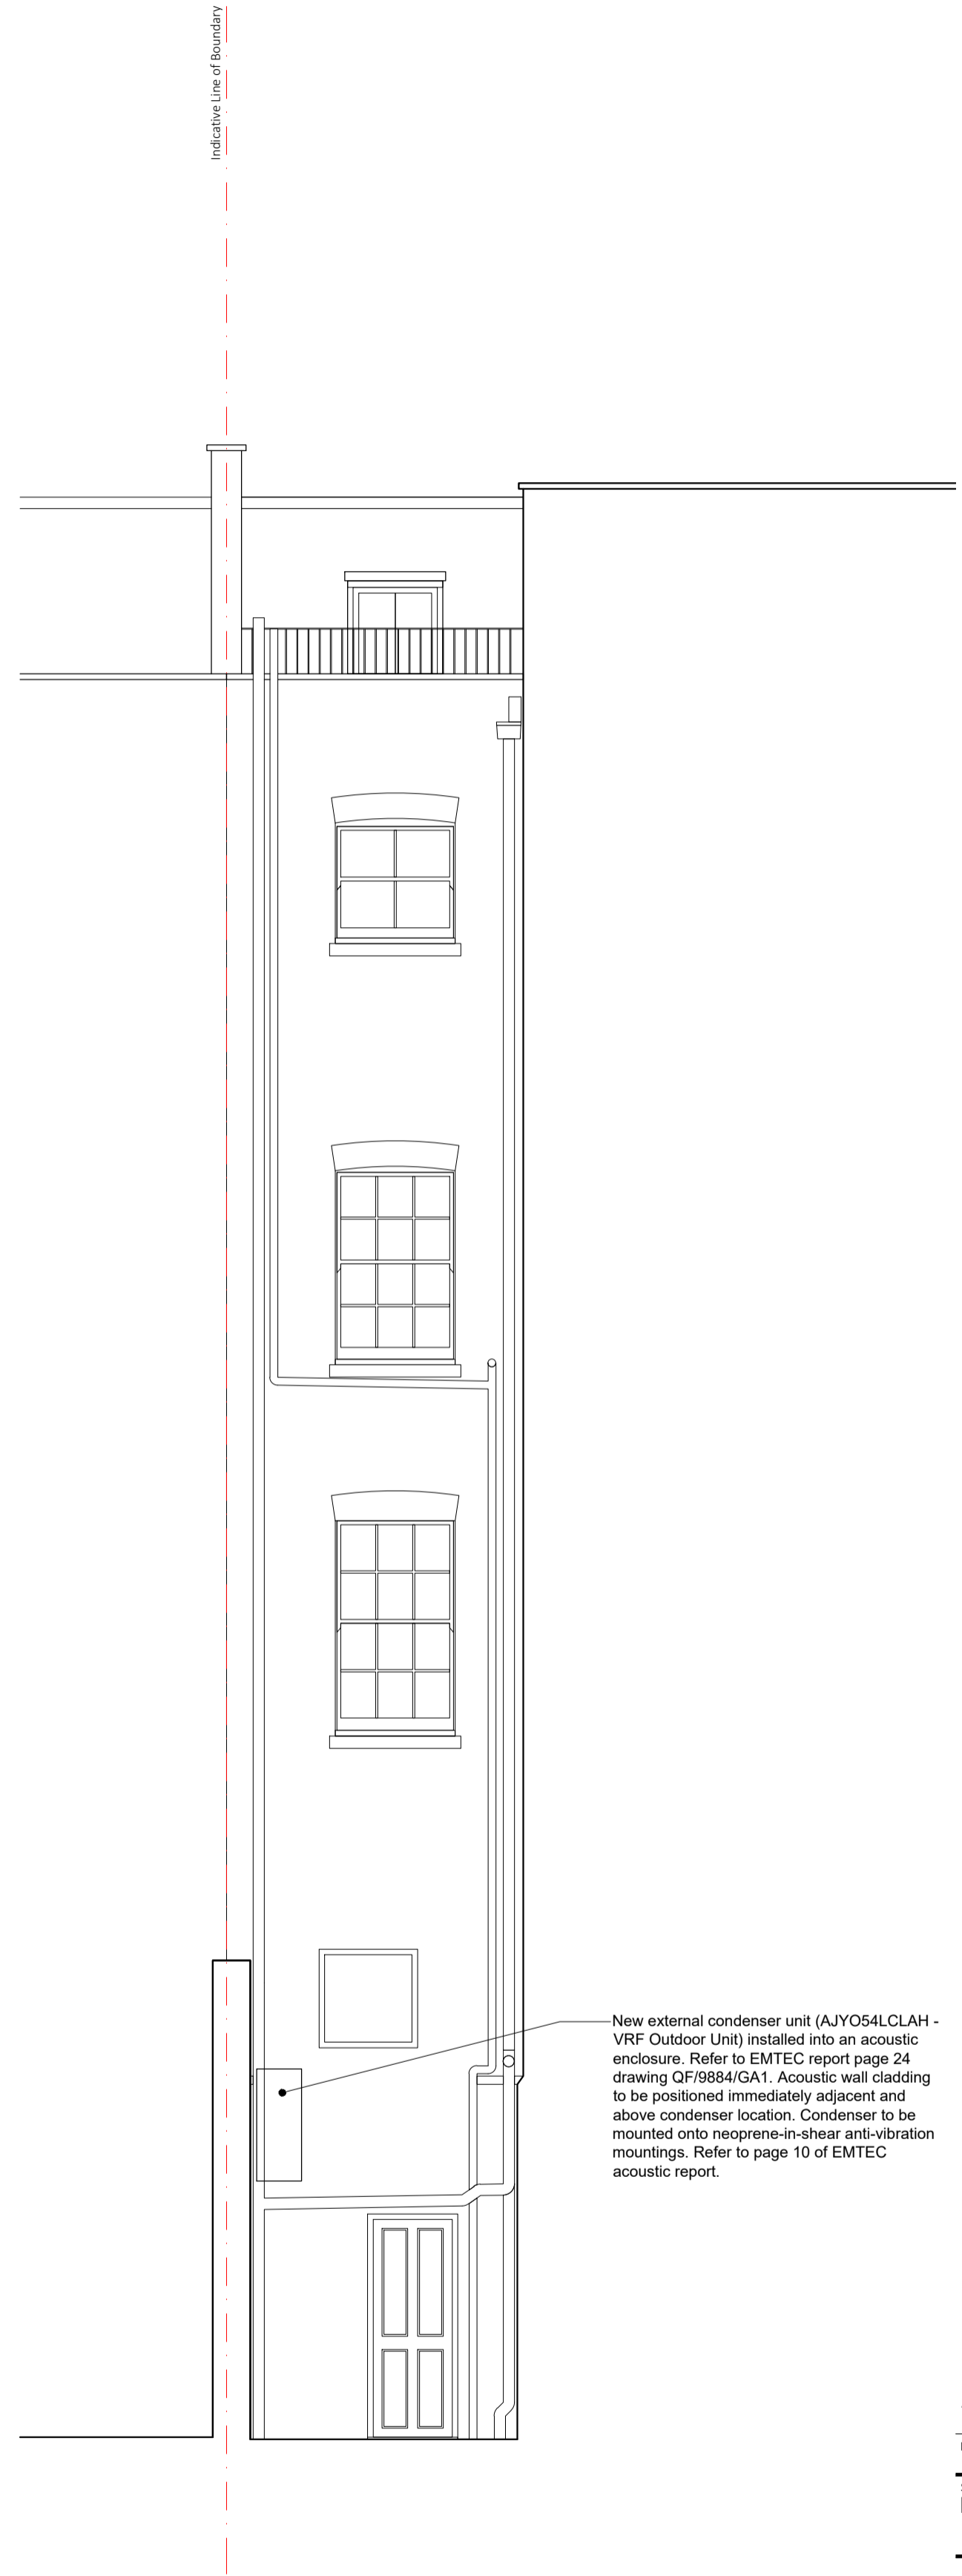 Indicative Line of Boundary
New external condenser unit (AJYO54LCLAH -
VRF Outdoor Unit) installed into an acoustic
enclosure. Refer to EMTEC report page 24
drawing QF/9884/GA1. Acoustic wall cladding
to be positioned immediately adjacent and
above condenser location. Condenser to be
mounted onto neoprene-in-shear anti-vibration
mountings. Refer to page 10 of EMTEC
acoustic report.